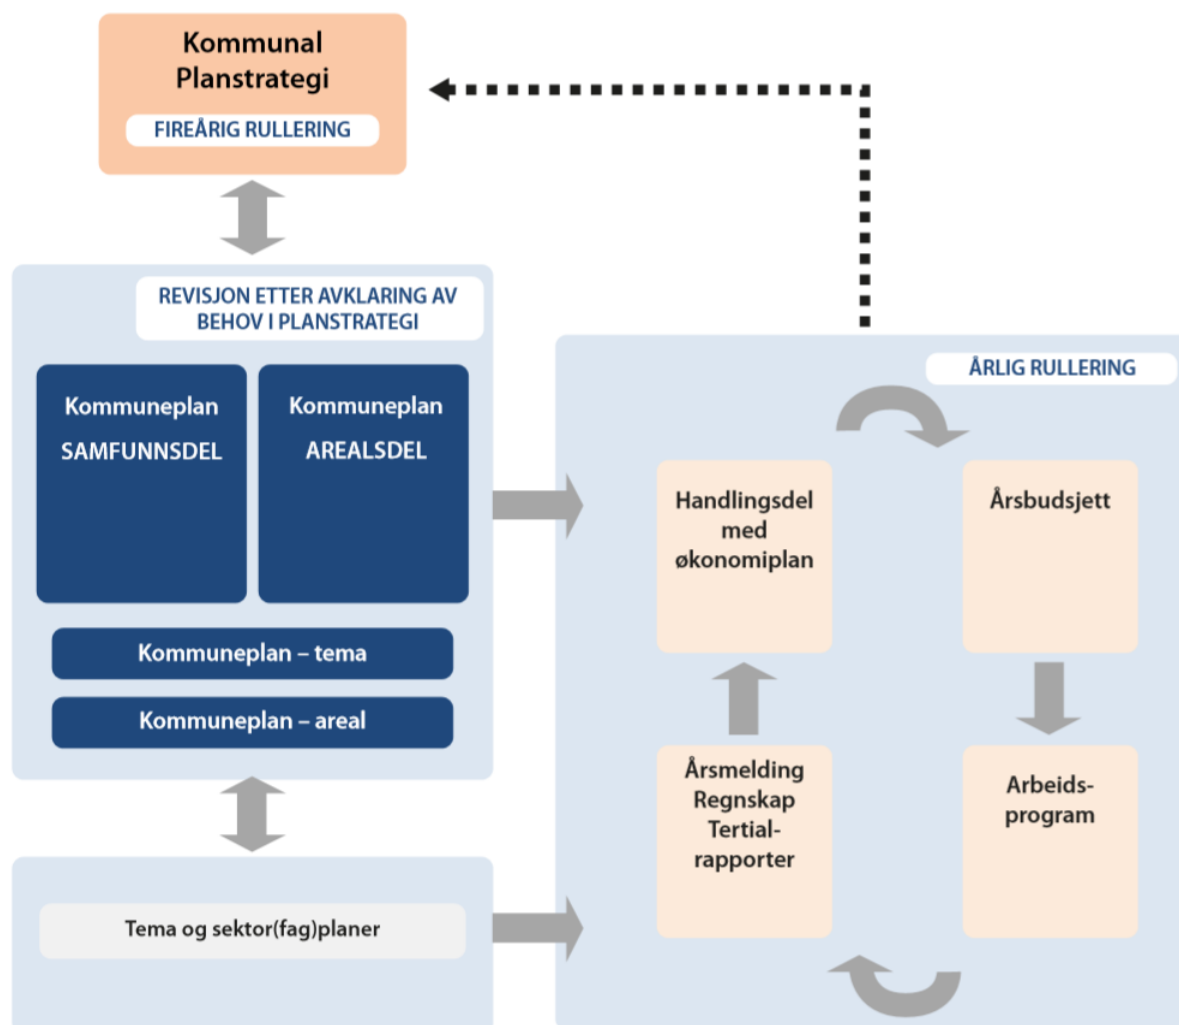 Kommunal
Planstrategi
FIREÅRIG RULLERING
REVISJON ETTER AVKLARING AV
BEHOV I PLANSTRATEGI
Kommuneplan
SAMFUNNSDEL
Kommuneplan
AREALSDEL
Kommuneplan – tema
Kommuneplan – areal
Tema og sektor(fag)planer
ÅRLIG RULLERING
Handlingsdel
med
økonomiplan
Årsbudsjett
Årsmelding
Regnskap
Tertial-
rapporter
Arbeids-
program